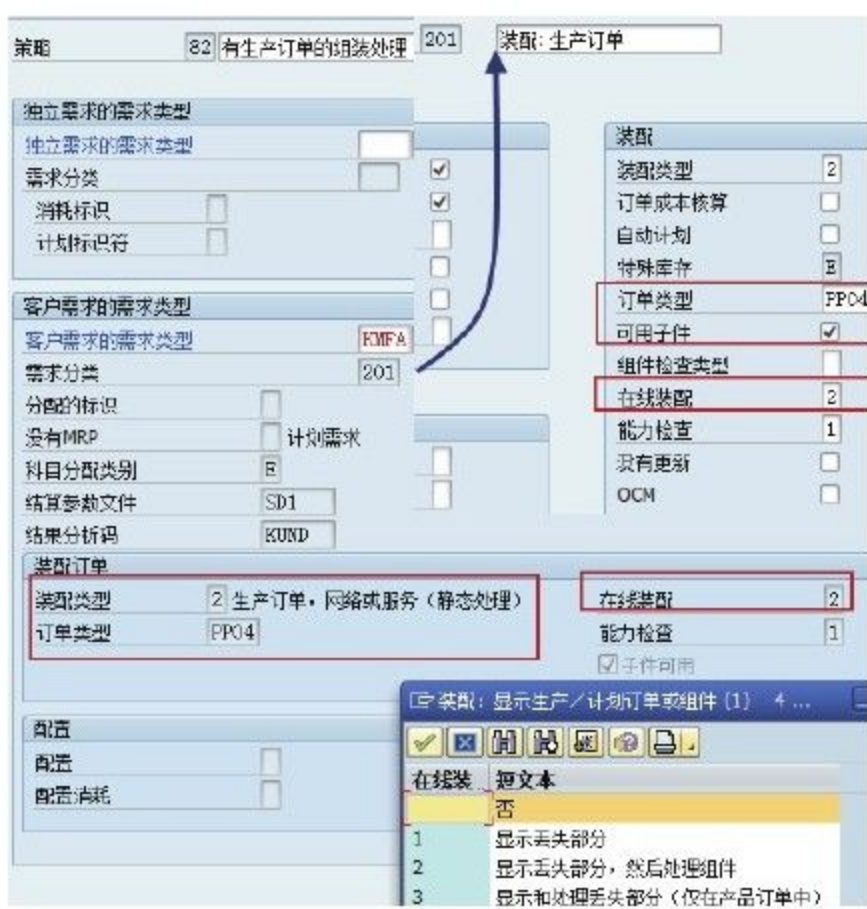 策略 82 有生产订单的组装处理 201 装配: 生产订单
独立需求的需求类型
独立需求的需求类型
需求分类
消耗标识
计划标识符
客户需求的需求类型
客户需求的需求类型 KMFA
需求分类 201
分配的标识
没有MRP 计划需求
科目分配类别 E
结算参数文件 SD1
结果分析码 KUND
装配
装配类型 2
订单成本核算
自动计划
特殊库存 E
订单类型 PP04
可用子件
组件检查类型
在线装配 2
能力检查 1
没有更新
OCM
装配订单
装配类型 2 生产订单，网络或服务（静态处理）
订单类型 PP04
在线装配 2
能力检查 1
子件可用
配置
配置
配置消耗
装配: 显示生产/计划订单或组件 (1) 4 ...
在线装 短文本
否
1 显示丢失部分
2 显示丢失部分，然后处理组件
3 显示和处理丢失部分（仅在产品订单中）